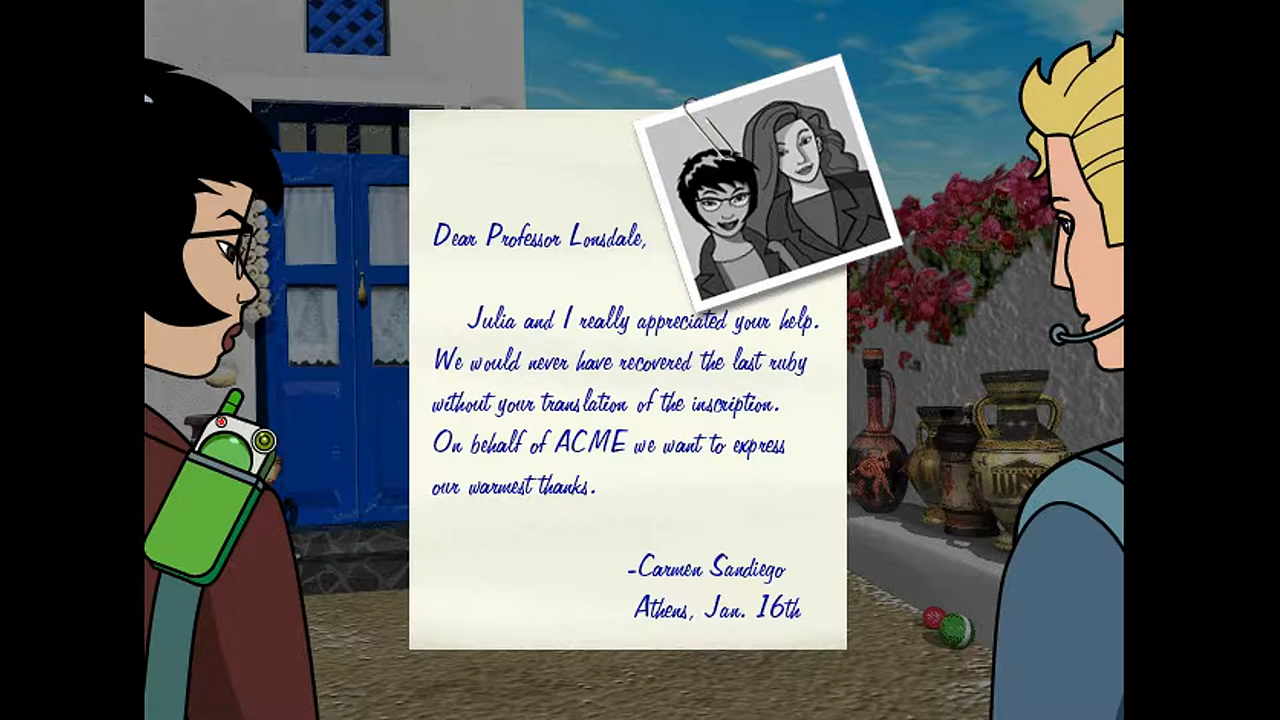 Dear Professor Lonsdale,
Julia and I really appreciated your help.
We would never have recovered the last ruby
without your translation of the inscription.
On behalf of ACME we want to express
our warmest thanks.
-Carmen Sandiego
Athens, Jan. 16th